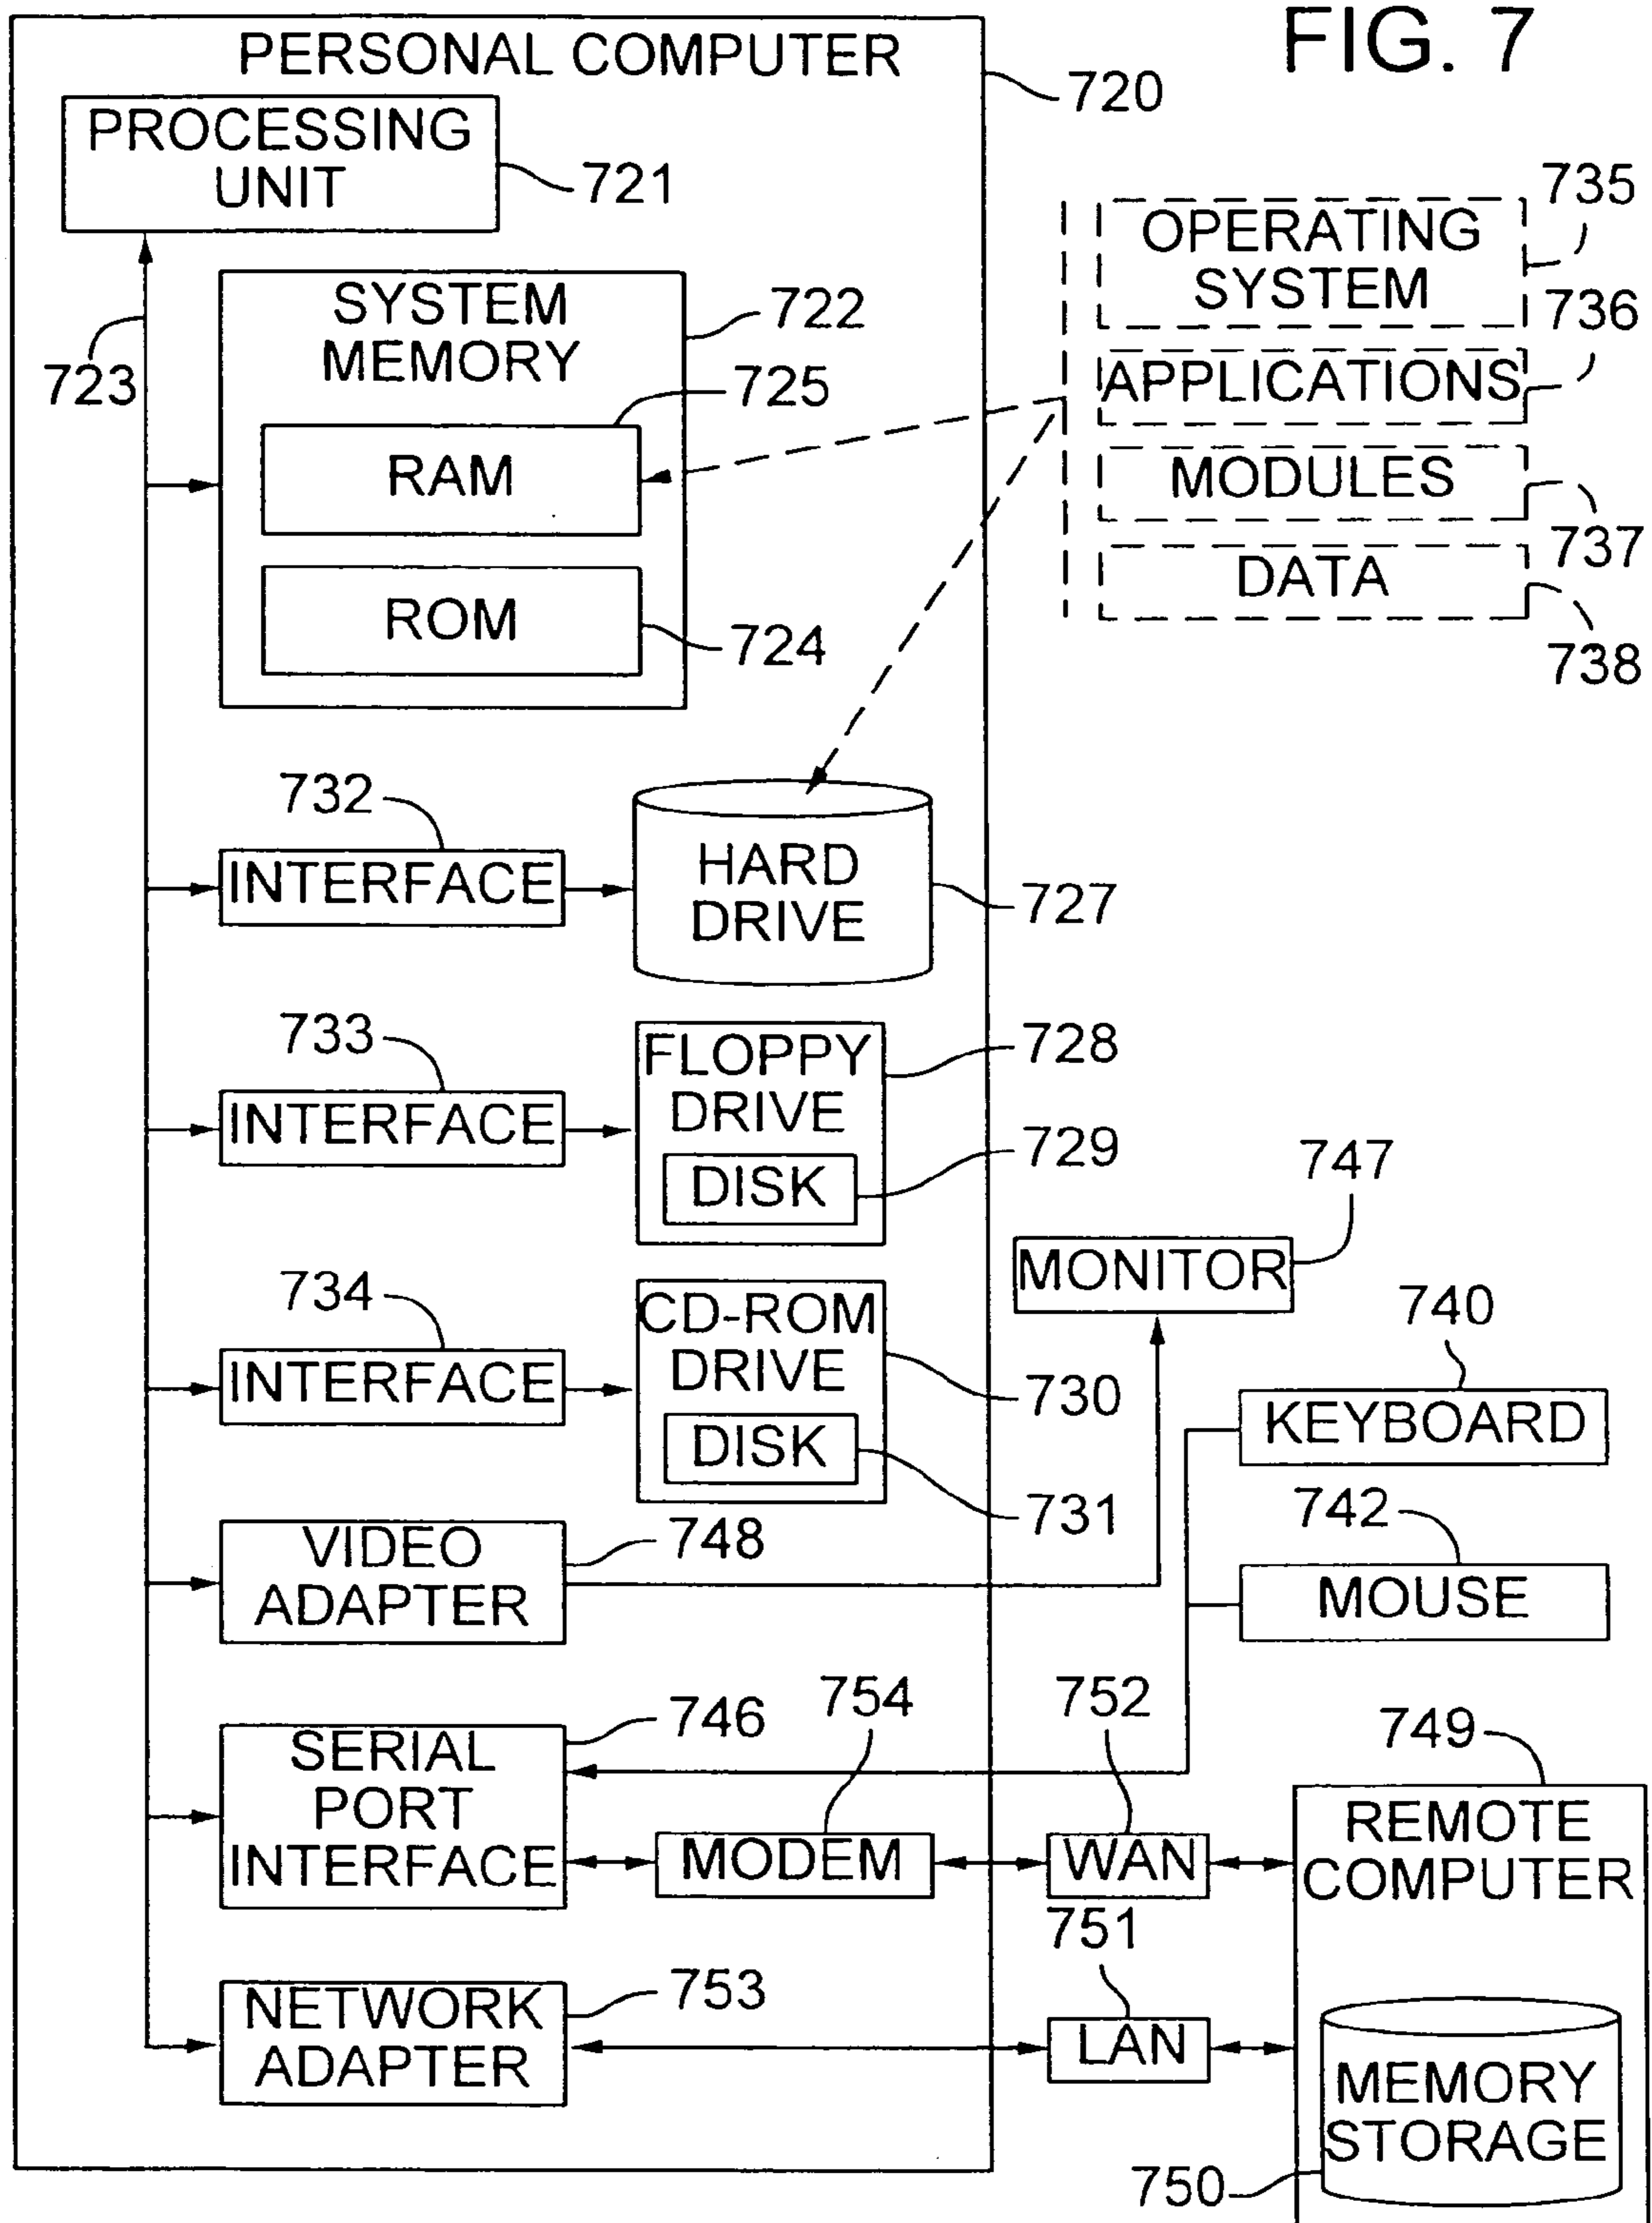 FIG. 7
PERSONAL COMPUTER
720
PROCESSING
UNIT
721
723
SYSTEM
MEMORY
722
725
RAM
ROM
724
OPERATING
SYSTEM
735
736
APPLICATIONS
MODULES
737
DATA
738
732
INTERFACE
HARD
DRIVE
727
733
INTERFACE
FLOPPY
DRIVE
728
DISK
729
734
INTERFACE
CD-ROM
DRIVE
730
DISK
731
MONITOR
747
740
KEYBOARD
742
MOUSE
VIDEO
ADAPTER
748
SERIAL
PORT
INTERFACE
746
754
MODEM
752
WAN
749
REMOTE
COMPUTER
NETWORK
ADAPTER
753
751
LAN
MEMORY
STORAGE
750